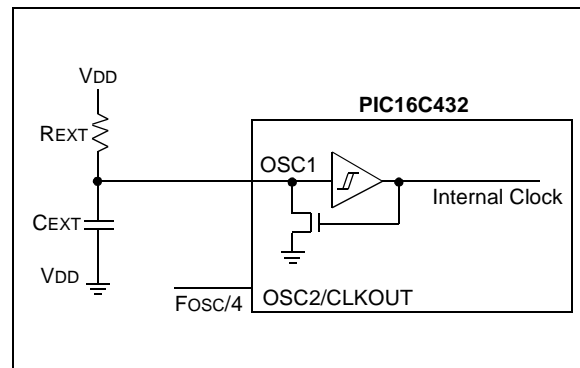 VDD
PIC16C432
REXT
OSC1
Internal Clock
CEXT
VDD
FOSC/4
OSC2/CLKOUT